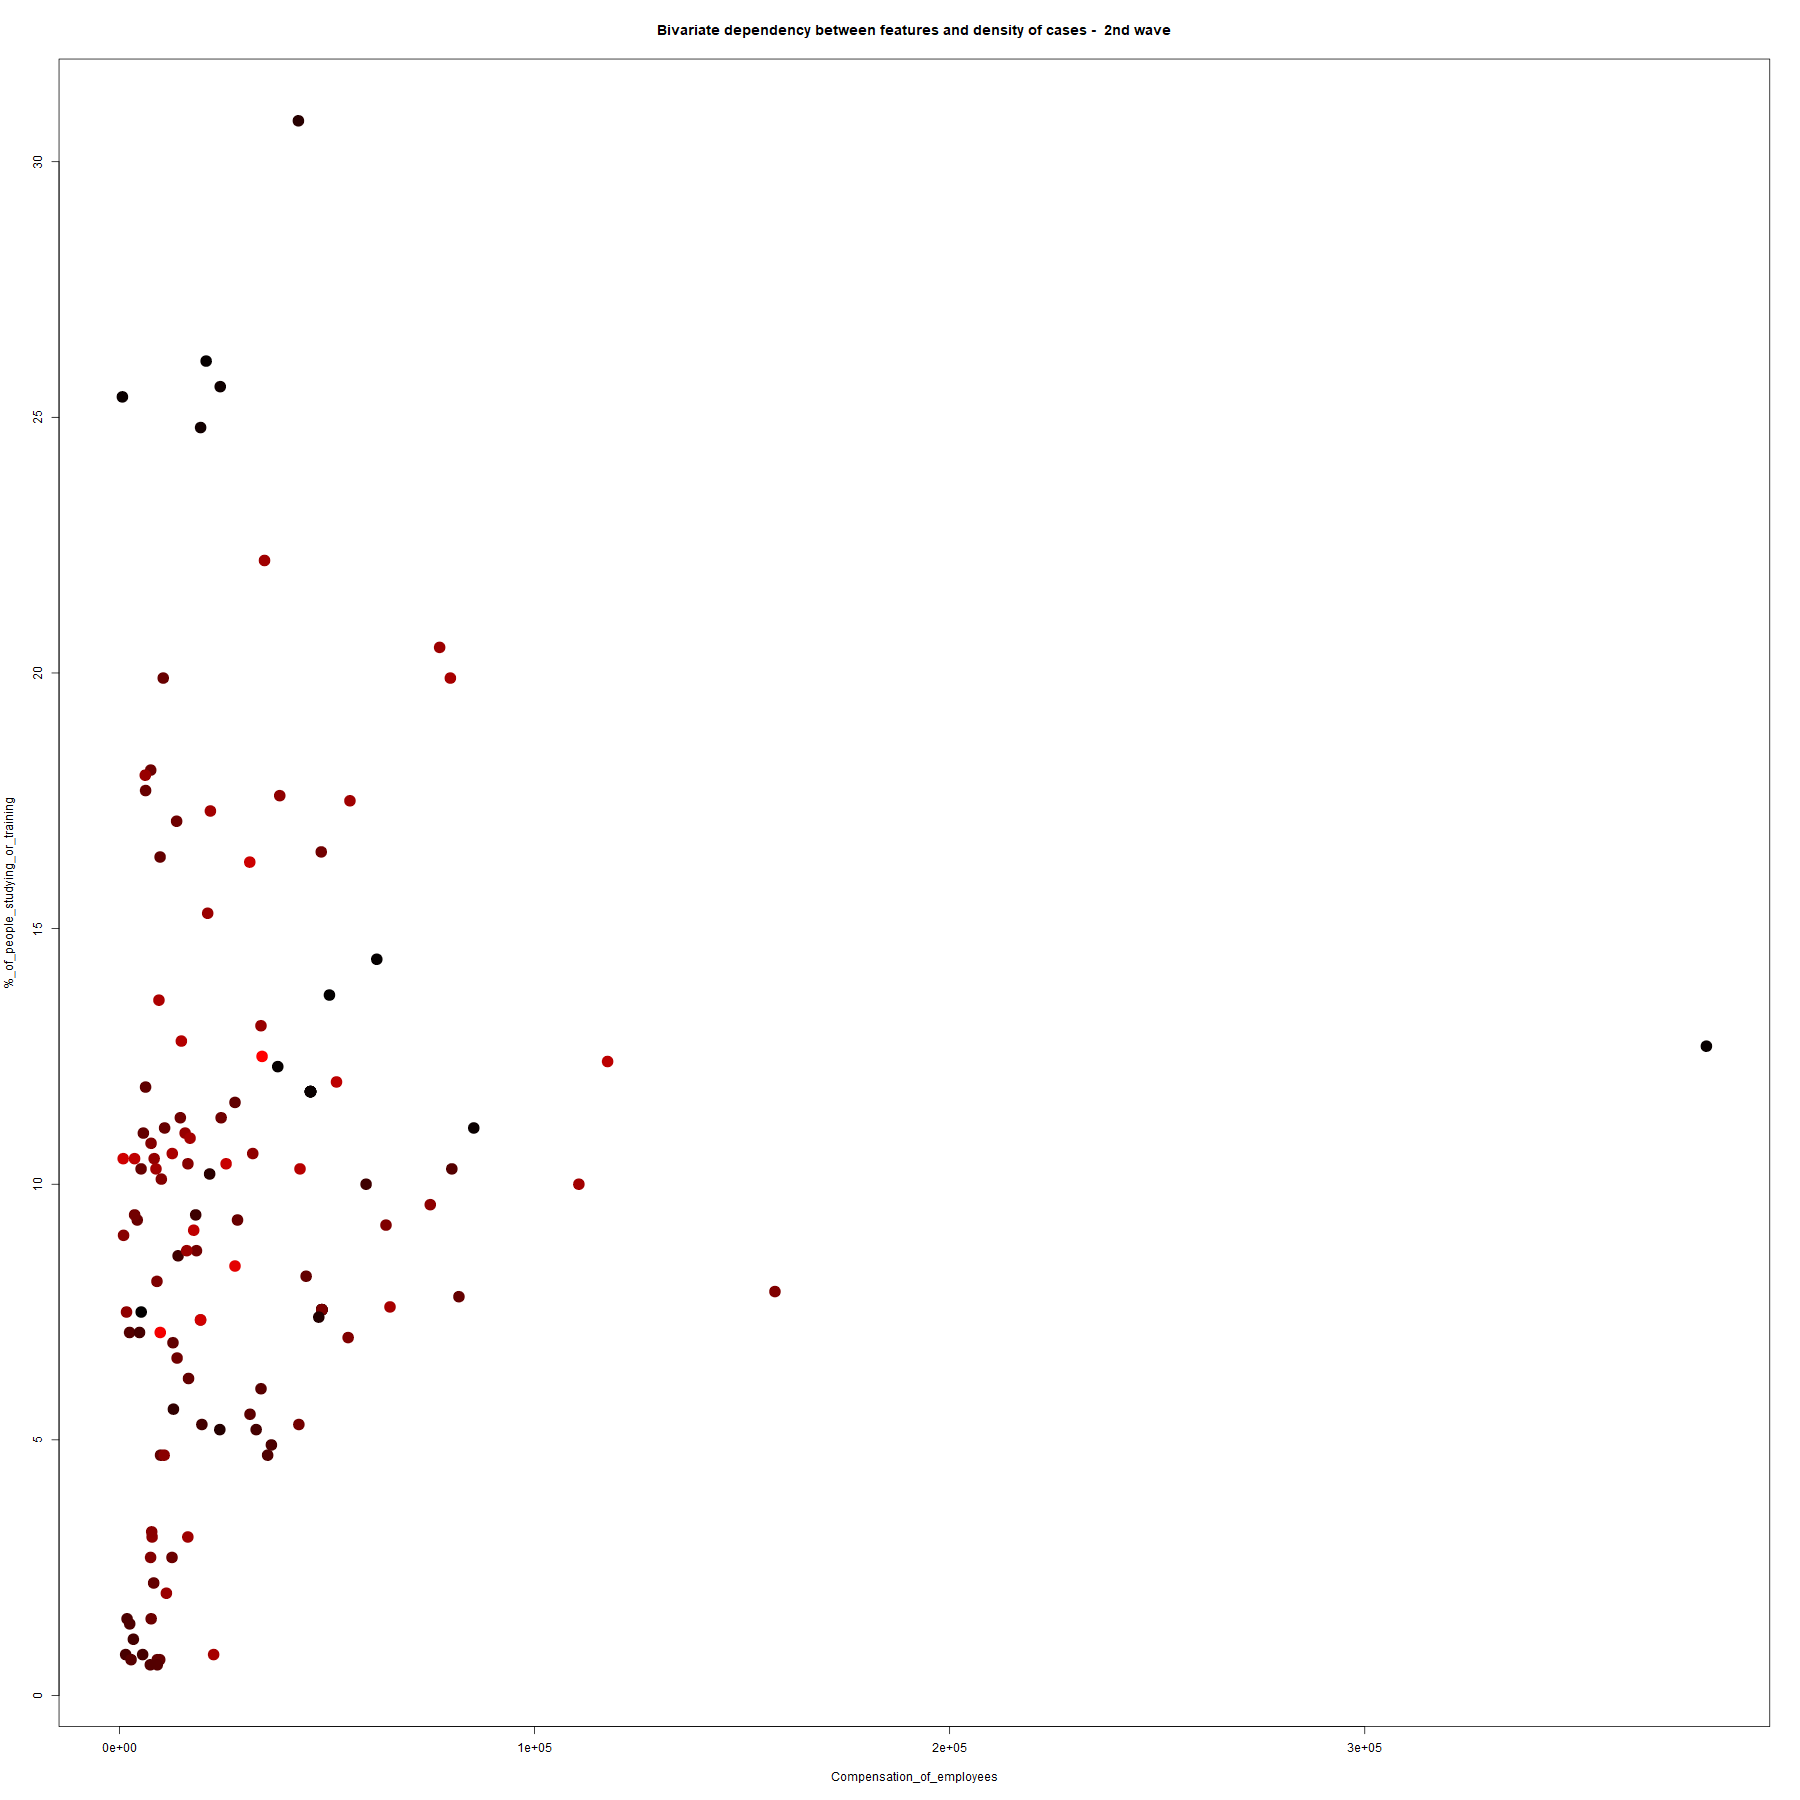 Bivariate dependency between features and density of cases -  2nd wave
30
25
20
15
10
5
0
%_of_people_studying_or_training
0e+00 1e+05 2e+05 3e+05
Compensation_of_employees